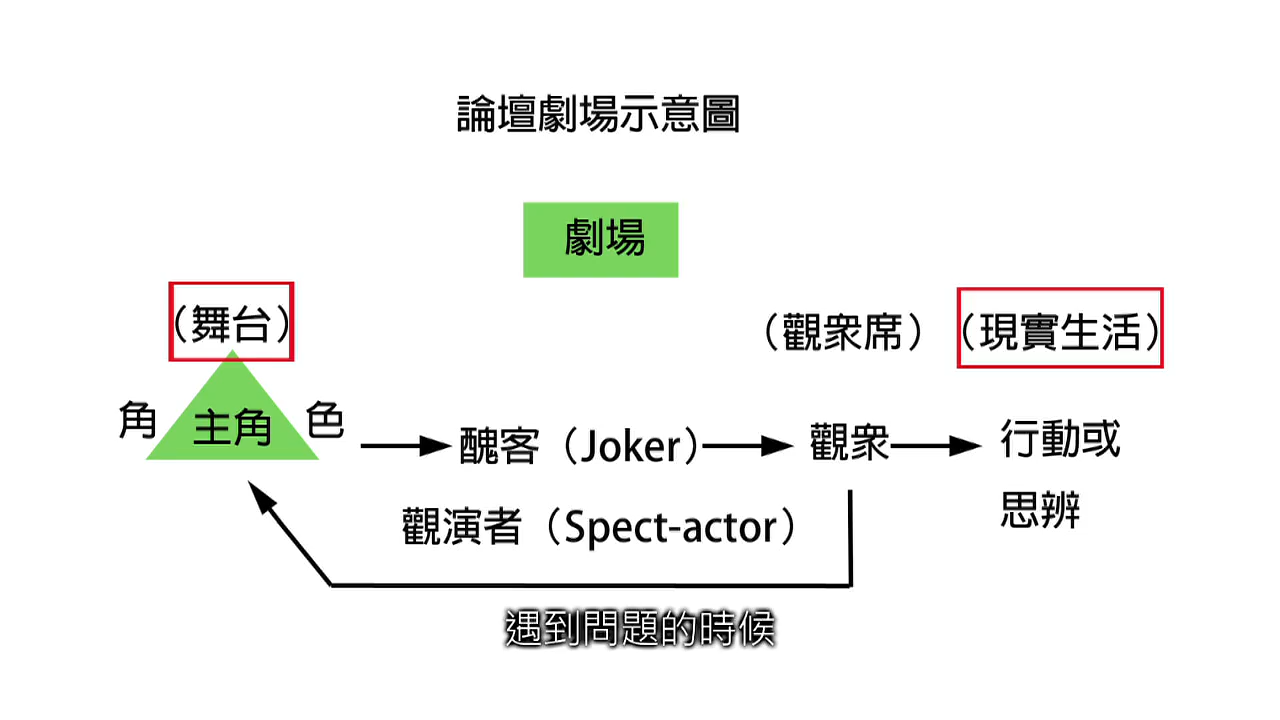 論壇劇場示意圖
劇場
（舞台）
（觀眾席）
（現實生活）
角 主角 色
醜客（Joker）
觀眾
行動或
思辨
觀演者（Spect-actor）
遇到問題的時候